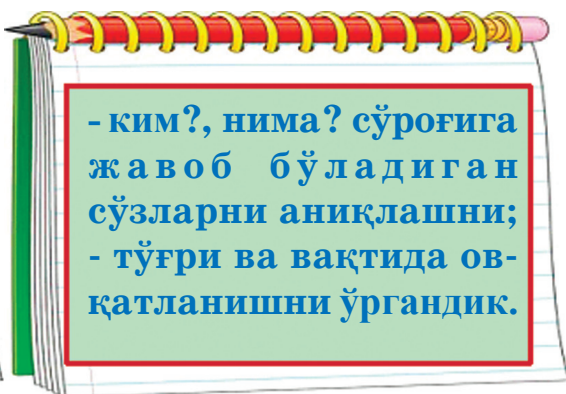 - ким?, нима? сўроғига
жавоб бўладиган
сўзларни аниқлашни;
- тўғри ва вақтида ов-
қатланишни ўргандик.